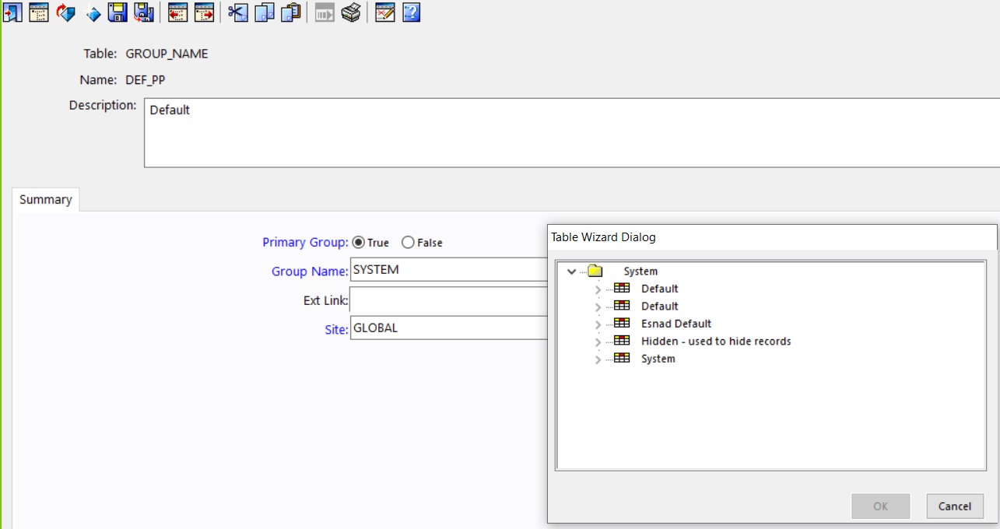 Table: GROUP_NAME
Name: DEF_PP
Description: Default
Summary
Primary Group: True False
Group Name: SYSTEM
Ext Link:
Site: GLOBAL
Table Wizard Dialog
System
Default
Default
Esnad Default
Hidden - used to hide records
System
OK Cancel